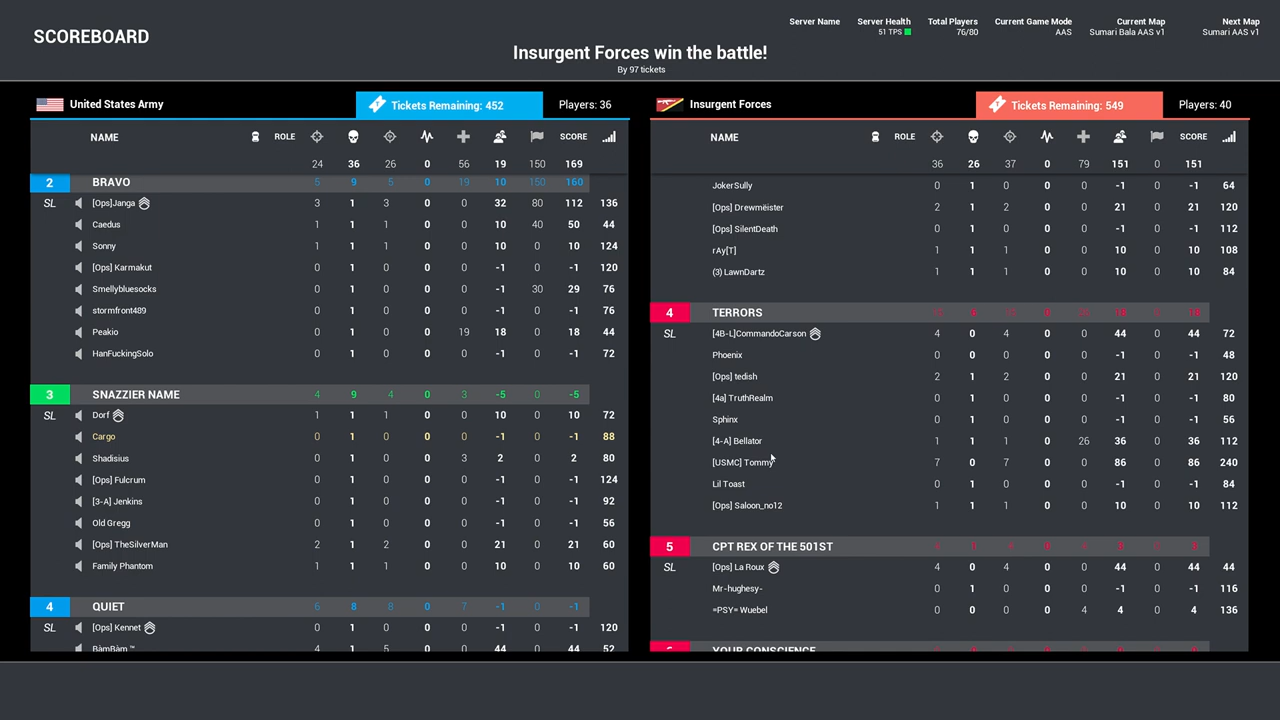 SCOREBOARD
Server Name
Server Health
51 TPS
Total Players
76/80
Current Game Mode
AAS
Current Map
Sumari Bala AAS v1
Next Map
Sumari AAS v1
Insurgent Forces win the battle!
By 97 tickets
United States Army Tickets Remaining: 452 Players: 36
NAME ROLE SCORE
24 36 26 0 56 19 150 169
2 BRAVO 5 9 5 0 19 10 150 160
SL [Ops]Janga 3 1 3 0 0 32 80 112 136
Caedus 1 1 1 0 0 10 40 50 44
Sonny 1 1 1 0 0 10 0 10 124
[Ops] Karmakut 0 1 0 0 0 -1 0 -1 120
Smellybluesocks 0 1 0 0 0 -1 30 29 76
stormfront489 0 1 0 0 0 -1 0 -1 76
Peakio 0 1 0 0 19 18 0 18 44
HanFuckingSolo 0 1 0 0 0 -1 0 -1 72
3 SNAZZIER NAME 4 9 4 0 3 -5 0 -5
SL Dorf 1 1 1 0 0 10 0 10 72
Cargo 0 1 0 0 0 -1 0 -1 88
Shadisius 0 1 0 0 3 2 0 2 80
[Ops] Fulcrum 0 1 0 0 0 -1 0 -1 124
[3-A] Jenkins 0 1 0 0 0 -1 0 -1 92
Old Gregg 0 1 0 0 0 -1 0 -1 56
[Ops] TheSilverMan 2 1 2 0 0 21 0 21 60
Family Phantom 1 1 1 0 0 10 0 10 60
4 QUIET 6 8 8 0 7 -1 0 -1
SL [Ops] Kennet 0 1 0 0 0 -1 0 -1 120
BàmBàm ™ 4 1 5 0 0 44 0 44 52
Insurgent Forces Tickets Remaining: 549 Players: 40
NAME ROLE SCORE
36 26 37 0 79 151 0 151
JokerSully 0 1 0 0 0 -1 0 -1 64
[Ops] Drewmëister 2 1 2 0 0 21 0 21 120
[Ops] SilentDeath 0 1 0 0 0 -1 0 -1 112
rAy[T] 1 1 1 0 0 10 0 10 108
(3) LawnDartz 1 1 1 0 0 10 0 10 84
4 TERRORS
SL [4B-L]CommandoCarson 4 0 4 0 0 44 0 44 72
Phoenix 0 0 0 0 0 -1 0 -1 48
[Ops] tedish 2 1 2 0 0 21 0 21 120
[4a] TruthRealm 0 1 0 0 0 -1 0 -1 80
Sphinx 0 1 0 0 0 -1 0 -1 56
[4-A] Bellator 1 1 1 0 26 36 0 36 112
[USMC] Tommy 7 0 7 0 0 86 0 86 240
Lil Toast 0 1 0 0 0 -1 0 -1 84
[Ops] Saloon_no12 1 1 1 0 0 10 0 10 112
5 CPT REX OF THE 501ST
SL [Ops] La Roux 4 0 4 0 0 44 0 44 44
Mr-hughesy- 0 1 0 0 0 -1 0 -1 116
=PSY= Wuebel 0 0 0 0 4 4 0 4 136
YOUR CONSCIENCE